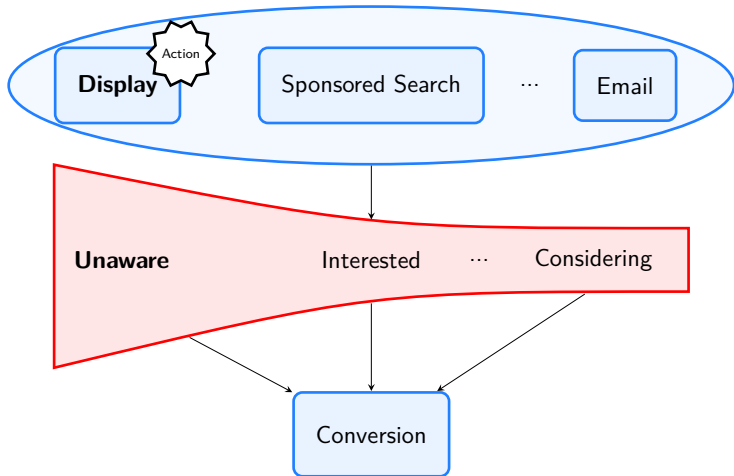 Action
Display
Sponsored Search
...
Email
Unaware
Interested
...
Considering
Conversion